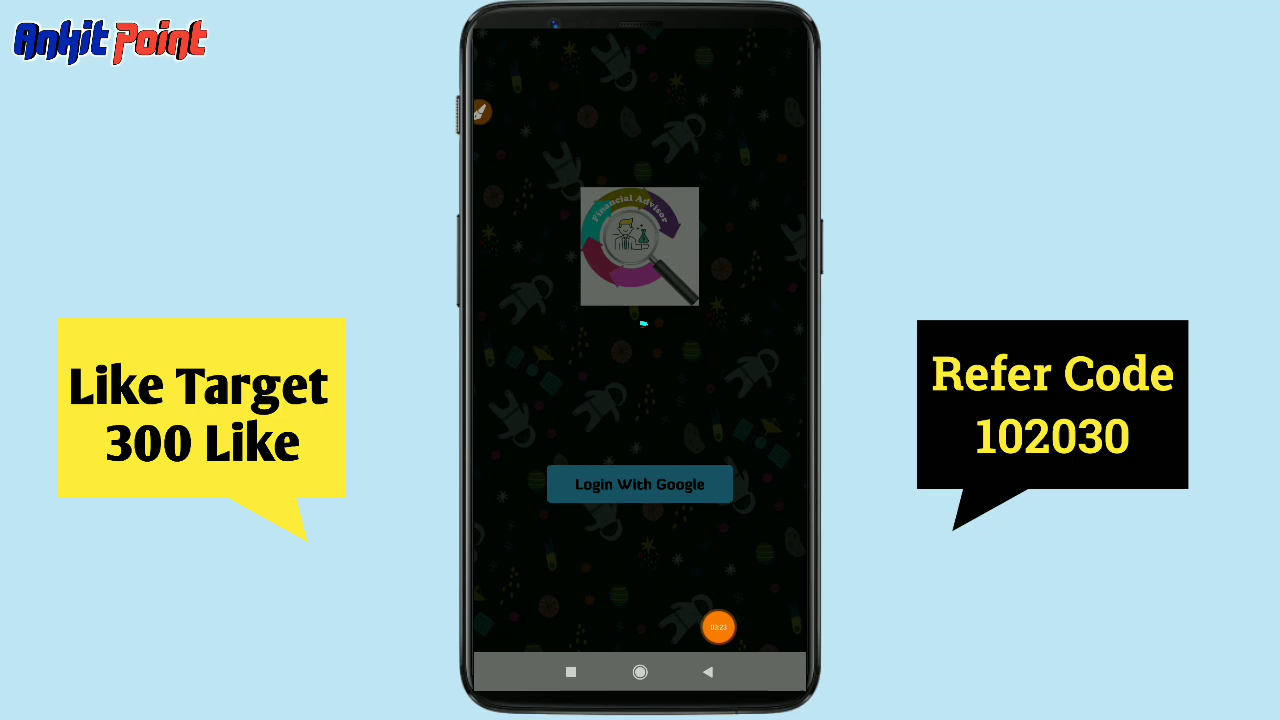 Ankit Point
Financial Advisor
Like Target
300 Like
Refer Code
102030
Login With Google